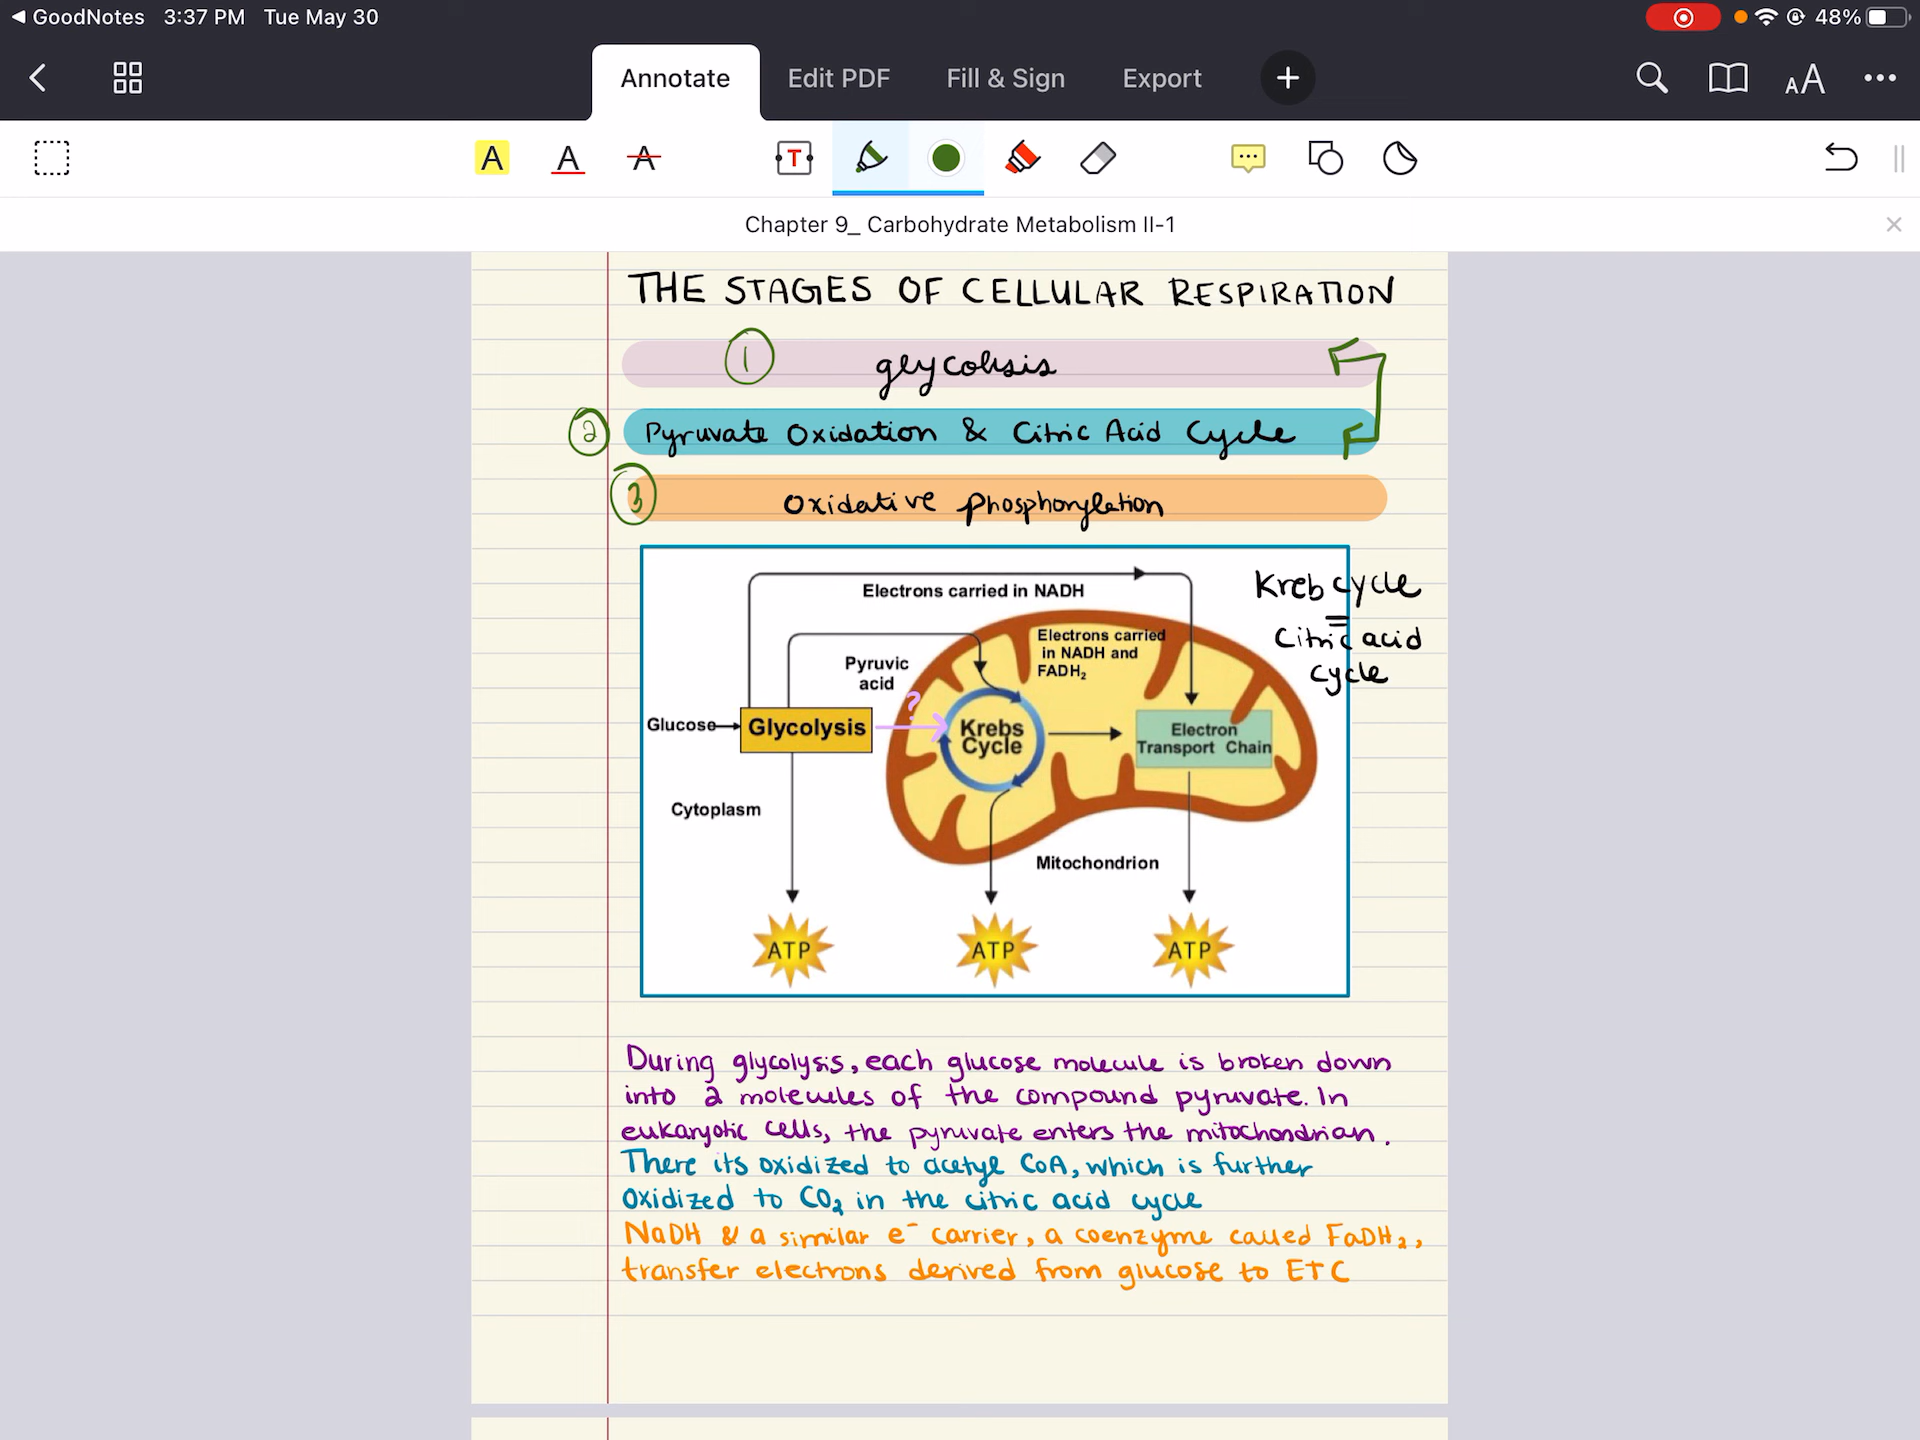 GoodNotes 3:37 PM Tue May 30 48%
Annotate Edit PDF Fill & Sign Export
A A A T
Chapter 9_ Carbohydrate Metabolism II-1
THE STAGES OF CELLULAR RESPIRATION
1 glycolisis
2 Pyruvate Oxidation & Citric Acid Cycle
3 Oxidative phosphorylation
Electrons carried in NADH
Kreb cycle
=
Citric acid
cycle
Electrons carried
in NADH and
FADH₂
Pyruvic
acid
?
Glucose
Glycolysis
Krebs
Cycle
Electron
Transport Chain
Cytoplasm
Mitochondrion
ATP ATP ATP
During glycolysis, each glucose molecule is broken down
into 2 molecules of the compound pyruvate. In
eukaryotic cells, the pyruvate enters the mitochondrian.
There its oxidized to acetyl CoA, which is further
oxidized to CO₂ in the citric acid cycle
NaDH & a similar e⁻ carrier, a coenzyme called FaDH₂,
transfer electrons derived from glucose to ETC